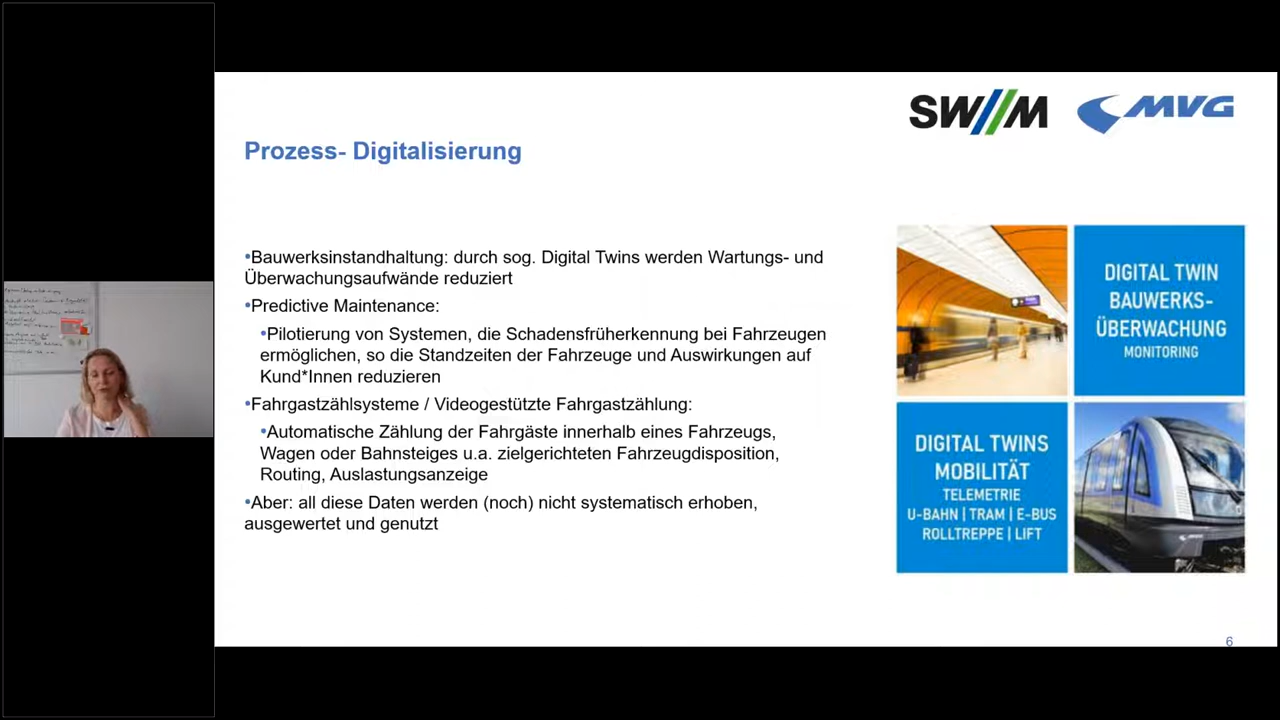 SW//M MVG
Prozess- Digitalisierung
•Bauwerksinstandhaltung: durch sog. Digital Twins werden Wartungs- und
Überwachungsaufwände reduziert
•Predictive Maintenance:
•Pilotierung von Systemen, die Schadensfrüherkennung bei Fahrzeugen
ermöglichen, so die Standzeiten der Fahrzeuge und Auswirkungen auf
Kund*Innen reduzieren
•Fahrgastzählsysteme / Videogestützte Fahrgastzählung:
•Automatische Zählung der Fahrgäste innerhalb eines Fahrzeugs,
Wagen oder Bahnsteiges u.a. zielgerichteten Fahrzeugdisposition,
Routing, Auslastungsanzeige
•Aber: all diese Daten werden (noch) nicht systematisch erhoben,
ausgewertet und genutzt
DIGITAL TWIN
BAUWERKS-
ÜBERWACHUNG
MONITORING
DIGITAL TWINS
MOBILITÄT
TELEMETRIE
U-BAHN | TRAM | E-BUS
ROLLTREPPE | LIFT
MVG
6